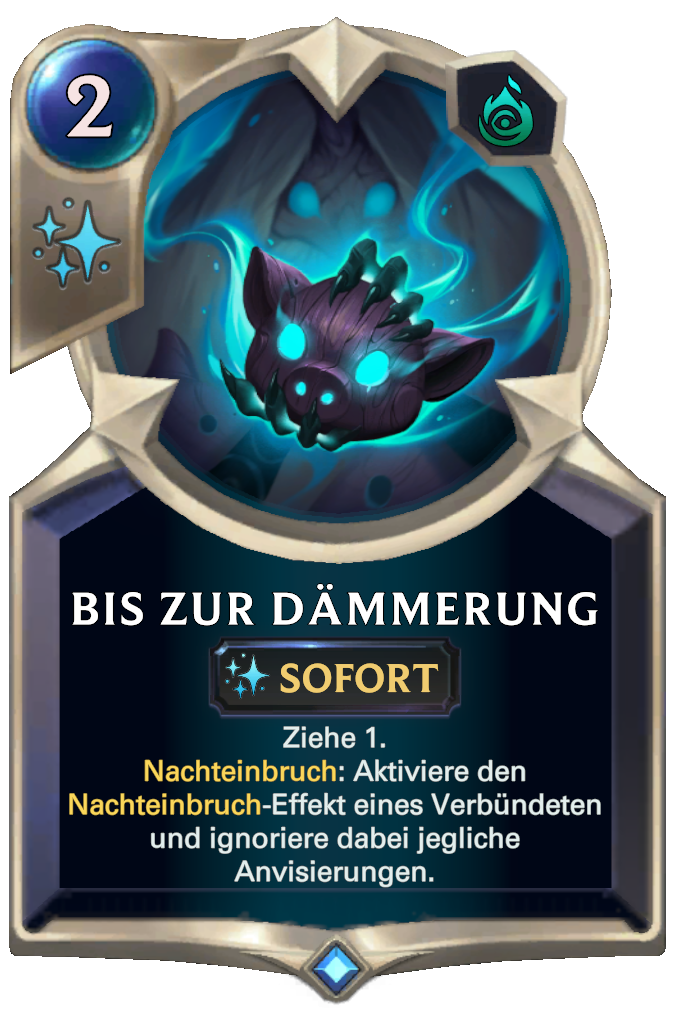 2
BIS ZUR DÄMMERUNG
SOFORT
Ziehe 1.
Nachteinbruch: Aktiviere den
Nachteinbruch-Effekt eines Verbündeten
und ignoriere dabei jegliche
Anvisierungen.